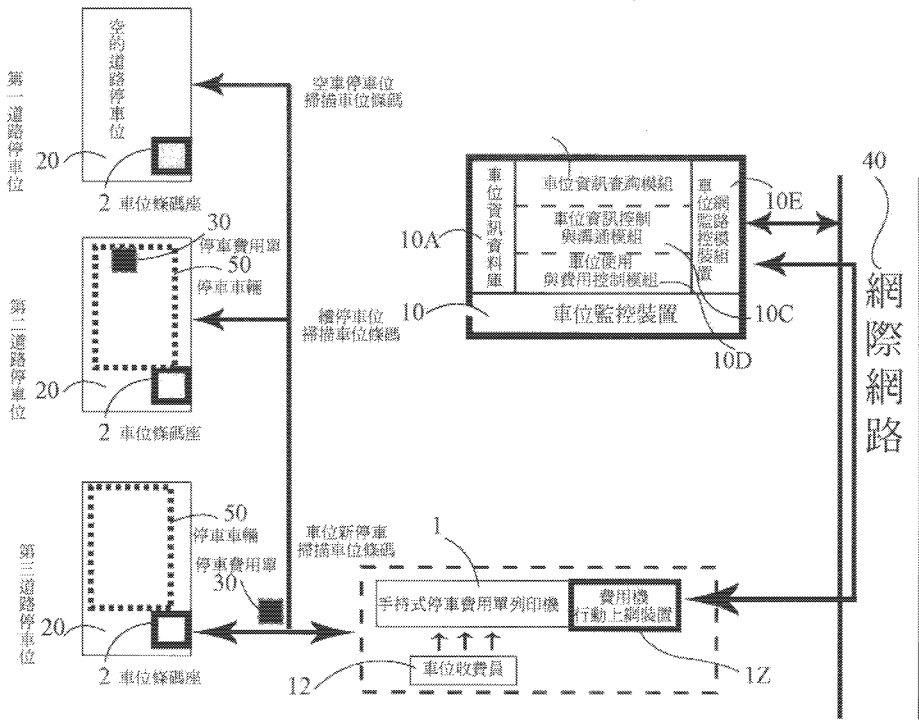 第一道路停車位
空的道路停車位
20
2 車位條碼座
空車停車位
掃描車位條碼
30
停車費用單
50
停車車輛
第二道路停車位
20
2 車位條碼座
續停車位
掃描車位條碼
50
停車車輛
第三道路停車位
20
2 車位條碼座
車位新停車
掃描車位條碼
停車費用單
30
車位資訊資料庫
10A
車位資訊查詢模組
車位資訊控制
與溝通模組
車位使用
與費用控制模組
車位網路模組
監控裝置
10E
10
車位監控裝置
10C
10D
40
網際網路
1
手持式停車費用單列印機
費用機
行動上網裝置
12
車位收費員
1Z